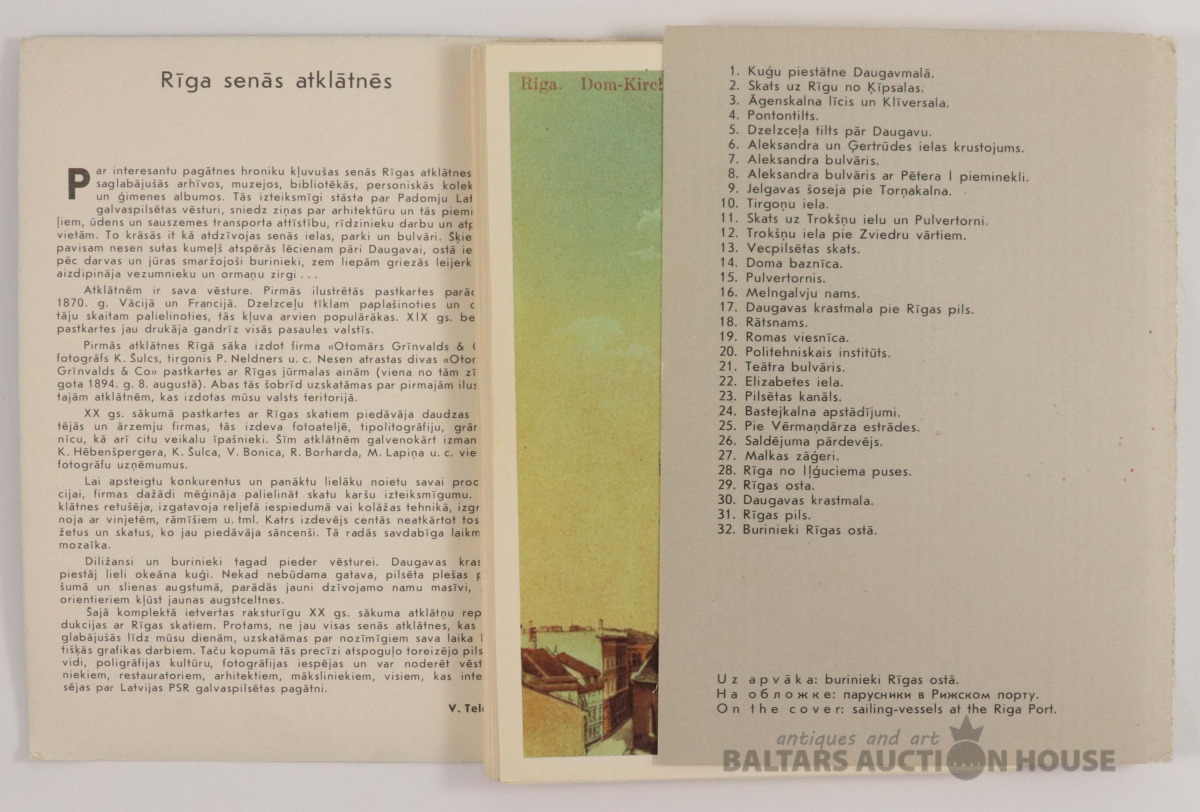 Rīga senās atklātnēs
Par interesantu pagātnes hroniku kļuvušas senās Rīgas atklātnes
saglabājušās arhīvos, muzejos, bibliotēkās, personiskās kolek
un ģimenes albumos. Tās izteiksmīgi stāsta par Padomju Lat
galvaspilsētas vēsturi, sniedz ziņas par arhitektūru un tās piemi
ļiem, ūdens un sauszemes transporta attīstību, rīdzinieku darbu un atp
vietām. To krāsās it kā atdzīvojas senās ielas, parki un bulvāri. Šķie
pavisam nesen sutas kumeļš atspērās lēcienam pāri Daugavai, ostā ie
pēc darvas un jūras smaržojoši burinieki, zem liepām griezās leijerk
aizdipināja vezumnieku un ormaņu zirgi . . .
Atklātnēm ir sava vēsture. Pirmās ilustrētās pastkartes parāc
1870. g. Vācijā un Francijā. Dzelzceļu tīklam paplašinoties un c
tāju skaitam palielinoties, tās kļuva arvien populārākas. XIX gs. be
pastkartes jau drukāja gandrīz visās pasaules valstīs.
Pirmās atklātnes Rīgā sāka izdot firma «Otomārs Grīnvalds &
fotogrāfs K. Šulcs, tirgonis P. Neldners u. c. Nesen atrastas divas «Otor
Grīnvalds & Co» pastkartes ar Rīgas jūrmalas ainām (viena no tām zī
gota 1894. g. 8. augustā). Abas tās šobrīd uzskatāmas par pirmajām ilus
tajām atklātnēm, kas izdotas mūsu valsts teritorijā.
XX gs. sākumā pastkartes ar Rīgas skatiem piedāvāja daudzas
tējās un ārzemju firmas, tās izdeva fotoateljē, tipolitogrāfiju, grār
nīcu, kā arī citu veikalu īpašnieki. Šīm atklātnēm galvenokārt izman
K. Hēbenšpergera, K. Šulca, V. Bonica, R. Borharda, M. Lapiņa u. c. vie
fotogrāfu uzņēmumus.
Lai apsteigtu konkurentus un panāktu lielāku noietu savai proc
cijai, firmas dažādi mēģināja palielināt skatu karšu izteiksmīgumu.
klātnes retušēja, izgatavoja reljefā iespiedumā vai kolāžas tehnikā, izgr
noja ar vinjetēm, rāmīšiem u. tml. Katrs izdevējs centās neatkārtot tos
žetus un skatus, ko jau piedāvāja sāncenši. Tā radās savdabīga laikm
mozaīka.
Diližansi un burinieki tagad pieder vēsturei. Daugavas kras
piestāj lieli okeāna kuģi. Nekad nebūdama gatava, pilsēta plešas p
šumā un slienas augstumā, parādās jauni dzīvojamo namu masīvi,
orientieriem kļūst jaunas augstceltnes.
Šajā komplektā ietvertas raksturīgu XX gs. sākuma atklātņu rep
dukcijas ar Rīgas skatiem. Protams, ne jau visas senās atklātnes, kas
glabājušās līdz mūsu dienām, uzskatāmas par nozīmīgiem sava laika
tišķās grafikas darbiem. Taču kopumā tās precīzi atspoguļo toreizējo pils
vidi, poligrāfijas kultūru, fotogrāfijas iespējas un var noderēt vēst
niekiem, restauratoriem, arhitektiem, māksliniekiem, visiem, kas inte
sējas par Latvijas PSR galvaspilsētas pagātni.
V. Tel
Riga. Dom-Kirch
1. Kuģu piestātne Daugavmalā.
2. Skats uz Rīgu no Ķīpsalas.
3. Āgenskalna līcis un Klīversala.
4. Pontontilts.
5. Dzelzceļa tilts pār Daugavu.
6. Aleksandra un Ģertrūdes ielas krustojums.
7. Aleksandra bulvāris.
8. Aleksandra bulvāris ar Pētera I pieminekli.
9. Jelgavas šoseja pie Torņakalna.
10. Tirgoņu iela.
11. Skats uz Trokšņu ielu un Pulvertorni.
12. Trokšņu iela pie Zviedru vārtiem.
13. Vecpilsētas skats.
14. Doma baznīca.
15. Pulvertornis.
16. Melngalvju nams.
17. Daugavas krastmala pie Rīgas pils.
18. Rātsnams.
19. Romas viesnīca.
20. Politehniskais institūts.
21. Teātra bulvāris.
22. Elizabetes iela.
23. Pilsētas kanāls.
24. Bastejkalna apstādījumi.
25. Pie Vērmaņdārza estrādes.
26. Saldējuma pārdevējs.
27. Malkas zāģeri.
28. Rīga no Iļģuciema puses.
29. Rīgas osta.
30. Daugavas krastmala.
31. Rīgas pils.
32. Burinieki Rīgas ostā.
Uz apvāka: burinieki Rīgas ostā.
На обложке: парусники в Рижском порту.
On the cover: sailing-vessels at the Riga Port.
antiques and art
BALTARS AUCTION HOUSE